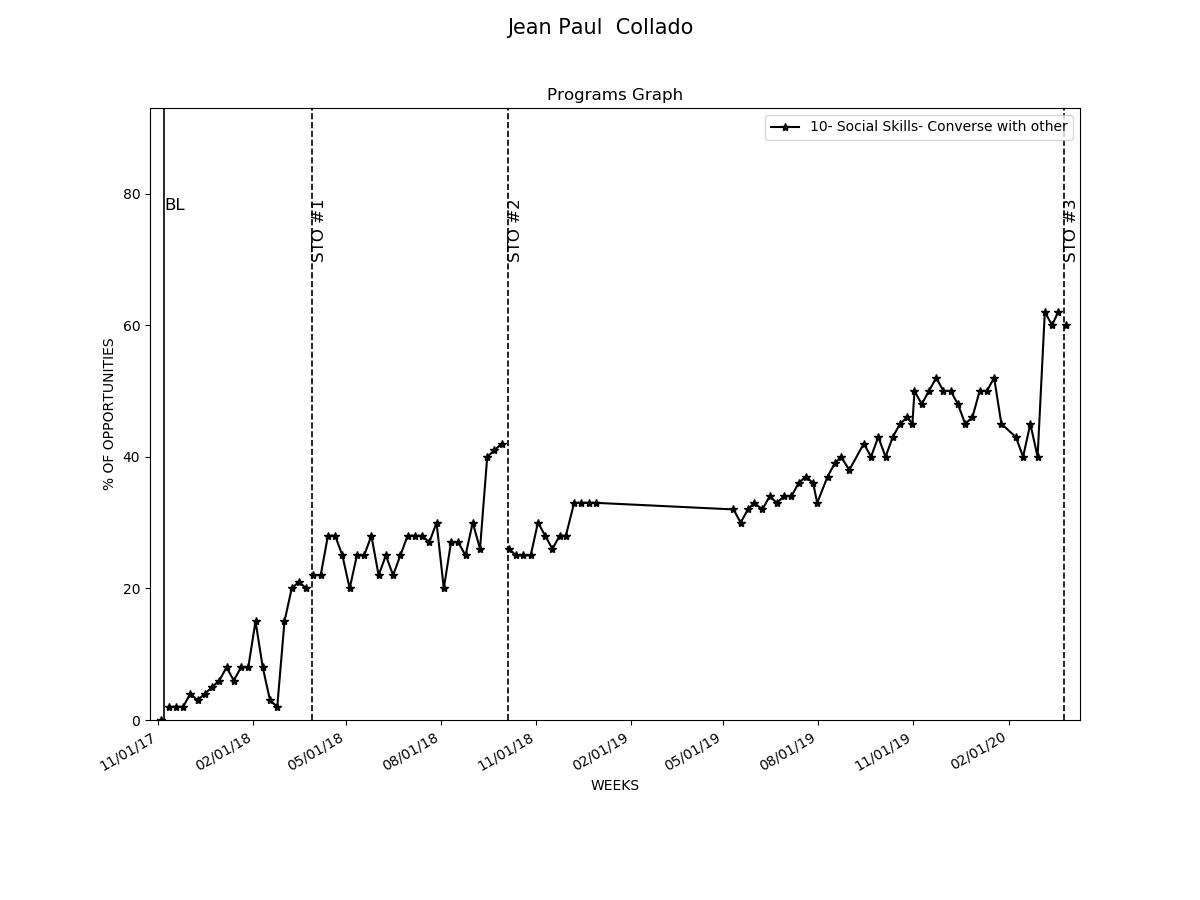 Jean Paul  Collado
Programs Graph
10- Social Skills- Converse with other
BL
STO #1
STO #2
STO #3
% OF OPPORTUNITIES
80
60
40
20
0
11/01/17
02/01/18
05/01/18
08/01/18
11/01/18
02/01/19
05/01/19
08/01/19
11/01/19
02/01/20
WEEKS